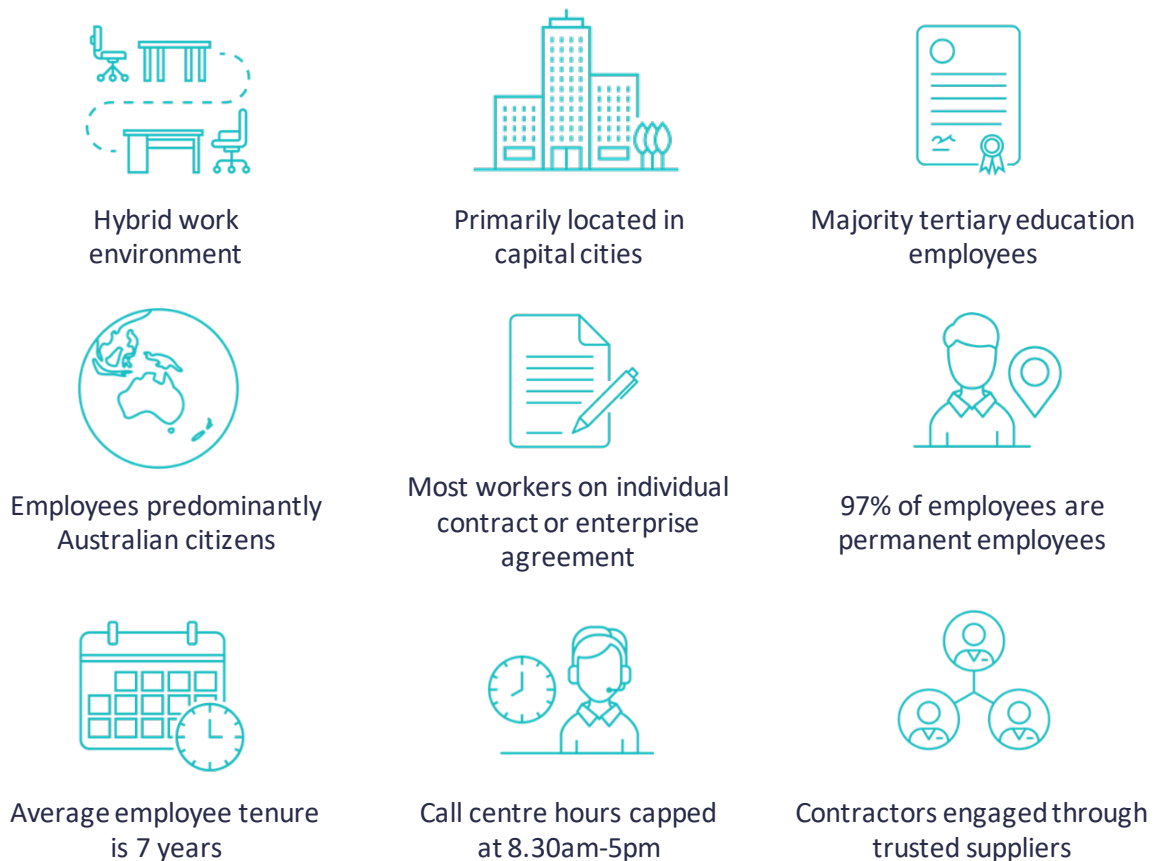 Hybrid work
environment
Primarily located in
capital cities
Majority tertiary education
employees
Employees predominantly
Australian citizens
Most workers on individual
contract or enterprise
agreement
97% of employees are
permanent employees
Average employee tenure
is 7 years
Call centre hours capped
at 8.30am-5pm
Contractors engaged through
trusted suppliers